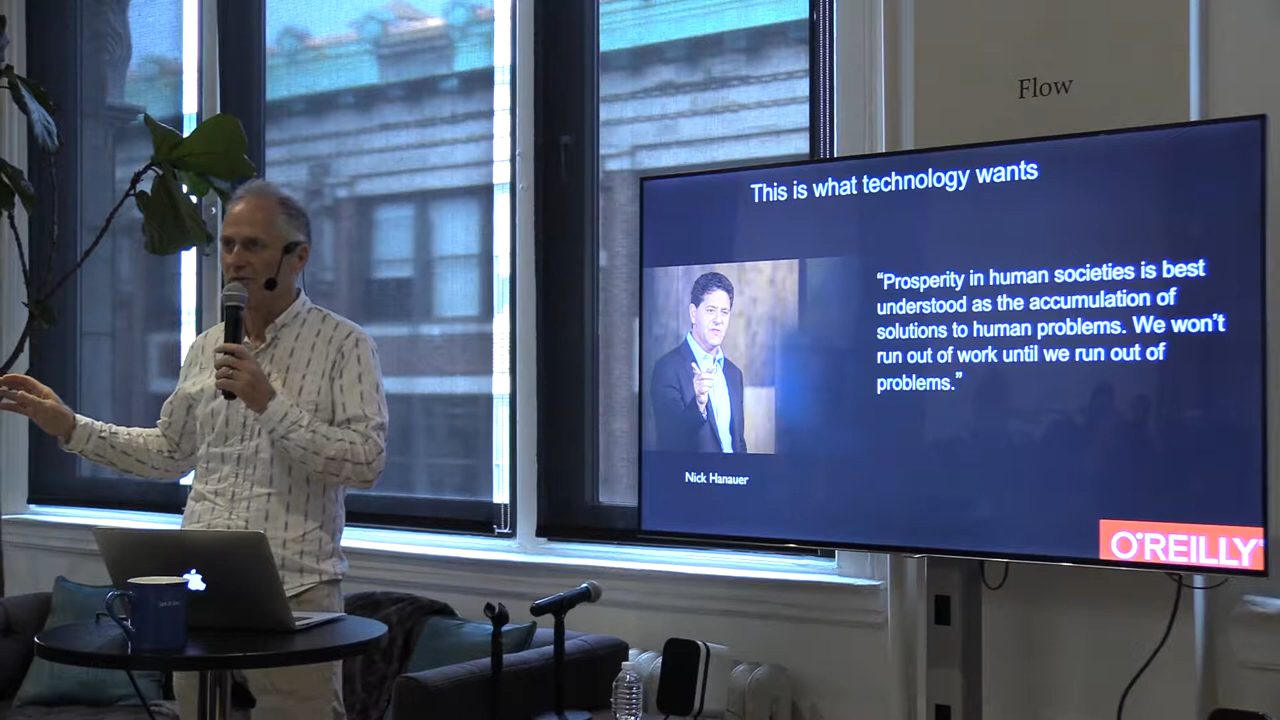 Flow
This is what technology wants
“Prosperity in human societies is best
understood as the accumulation of
solutions to human problems. We won’t
run out of work until we run out of
problems.”
Nick Hanauer
O'REILLY